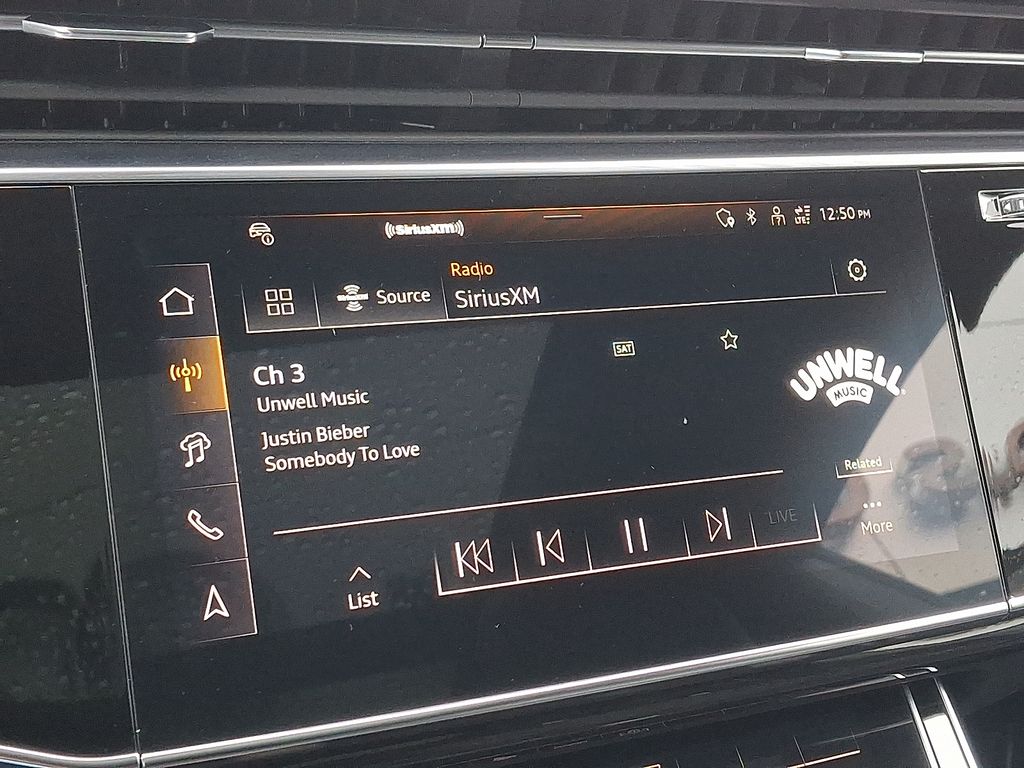 SiriusXM
LTE
12:50 PM
Source
Radio
SiriusXM
SAT
Ch 3
Unwell Music
Justin Bieber
Somebody To Love
UNWELL
MUSIC
Related
LIVE
More
List